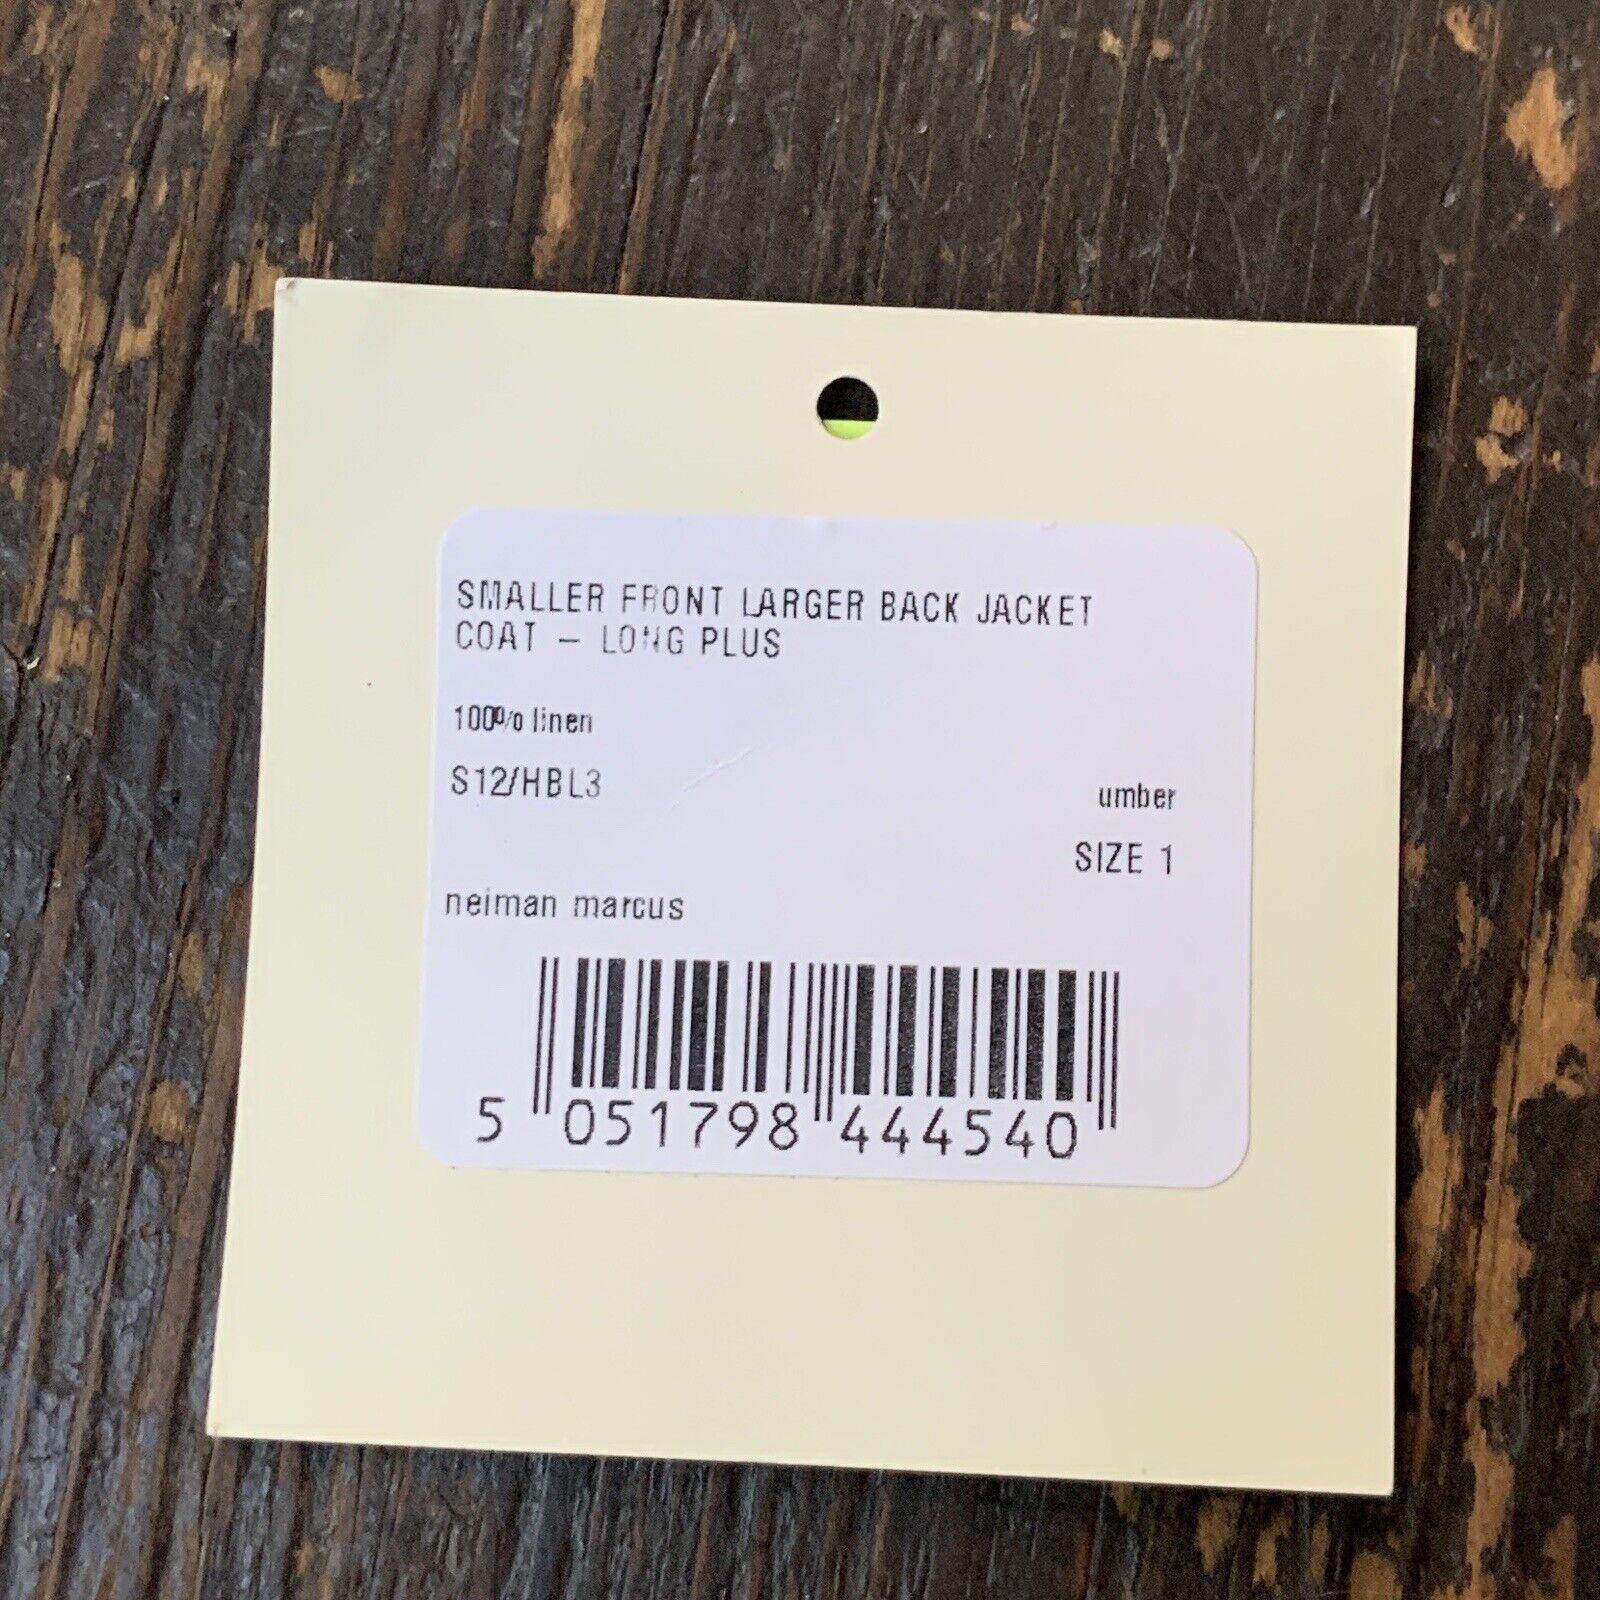 SMALLER FRONT LARGER BACK JACKET
COAT – LONG PLUS
100% linen
S12/HBL3
umber
SIZE 1
neiman marcus
5 051798 444540